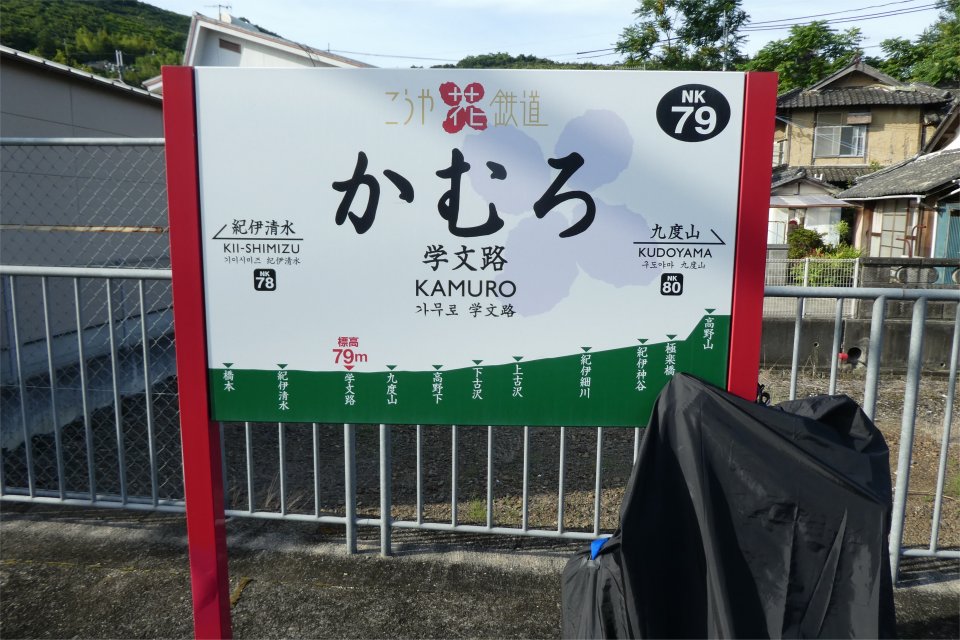 こうや花鉄道
NK
79
かむろ
学文路
KAMURO
가무로 学文路
紀伊清水
KII-SHIMIZU
기이시미즈 紀伊清水
NK
78
九度山
KUDOYAMA
구도야마 九度山
NK
80
標高
79m
橋本
紀伊清水
学文路
九度山
高野下
下古沢
上古沢
紀伊細川
紀伊神谷
極楽橋
高野山